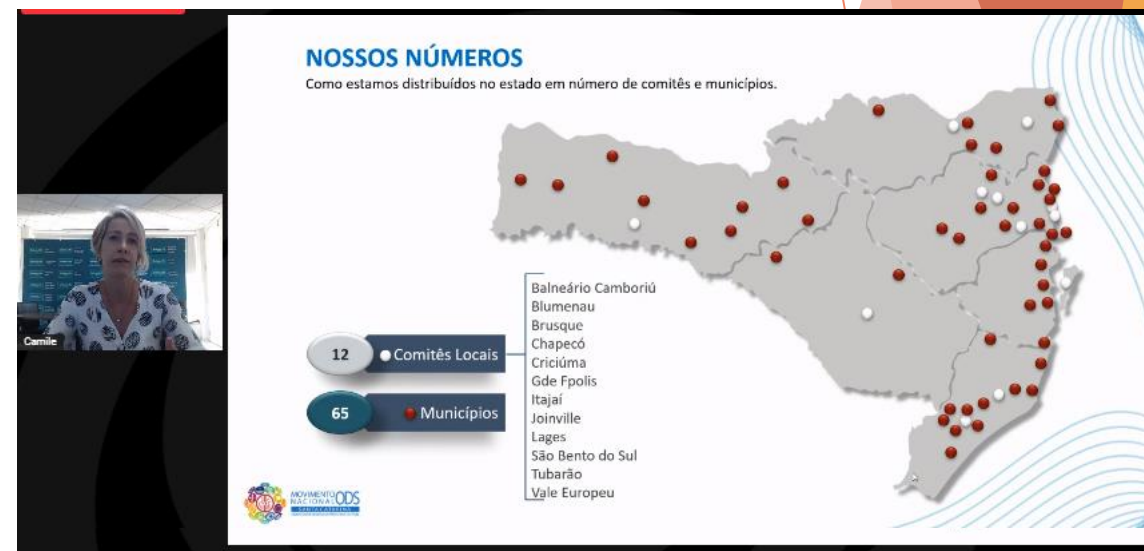 NOSSOS NÚMEROS
Como estamos distribuídos no estado em número de comitês e municípios.
Camile
12
Comitês Locais
65
Municípios
Balneário Camboriú
Blumenau
Brusque
Chapecó
Criciúma
Gde Fpolis
Itajaí
Joinville
Lages
São Bento do Sul
Tubarão
Vale Europeu
MOVIMENTO
NACIONAL ODS
SANTA CATARINA